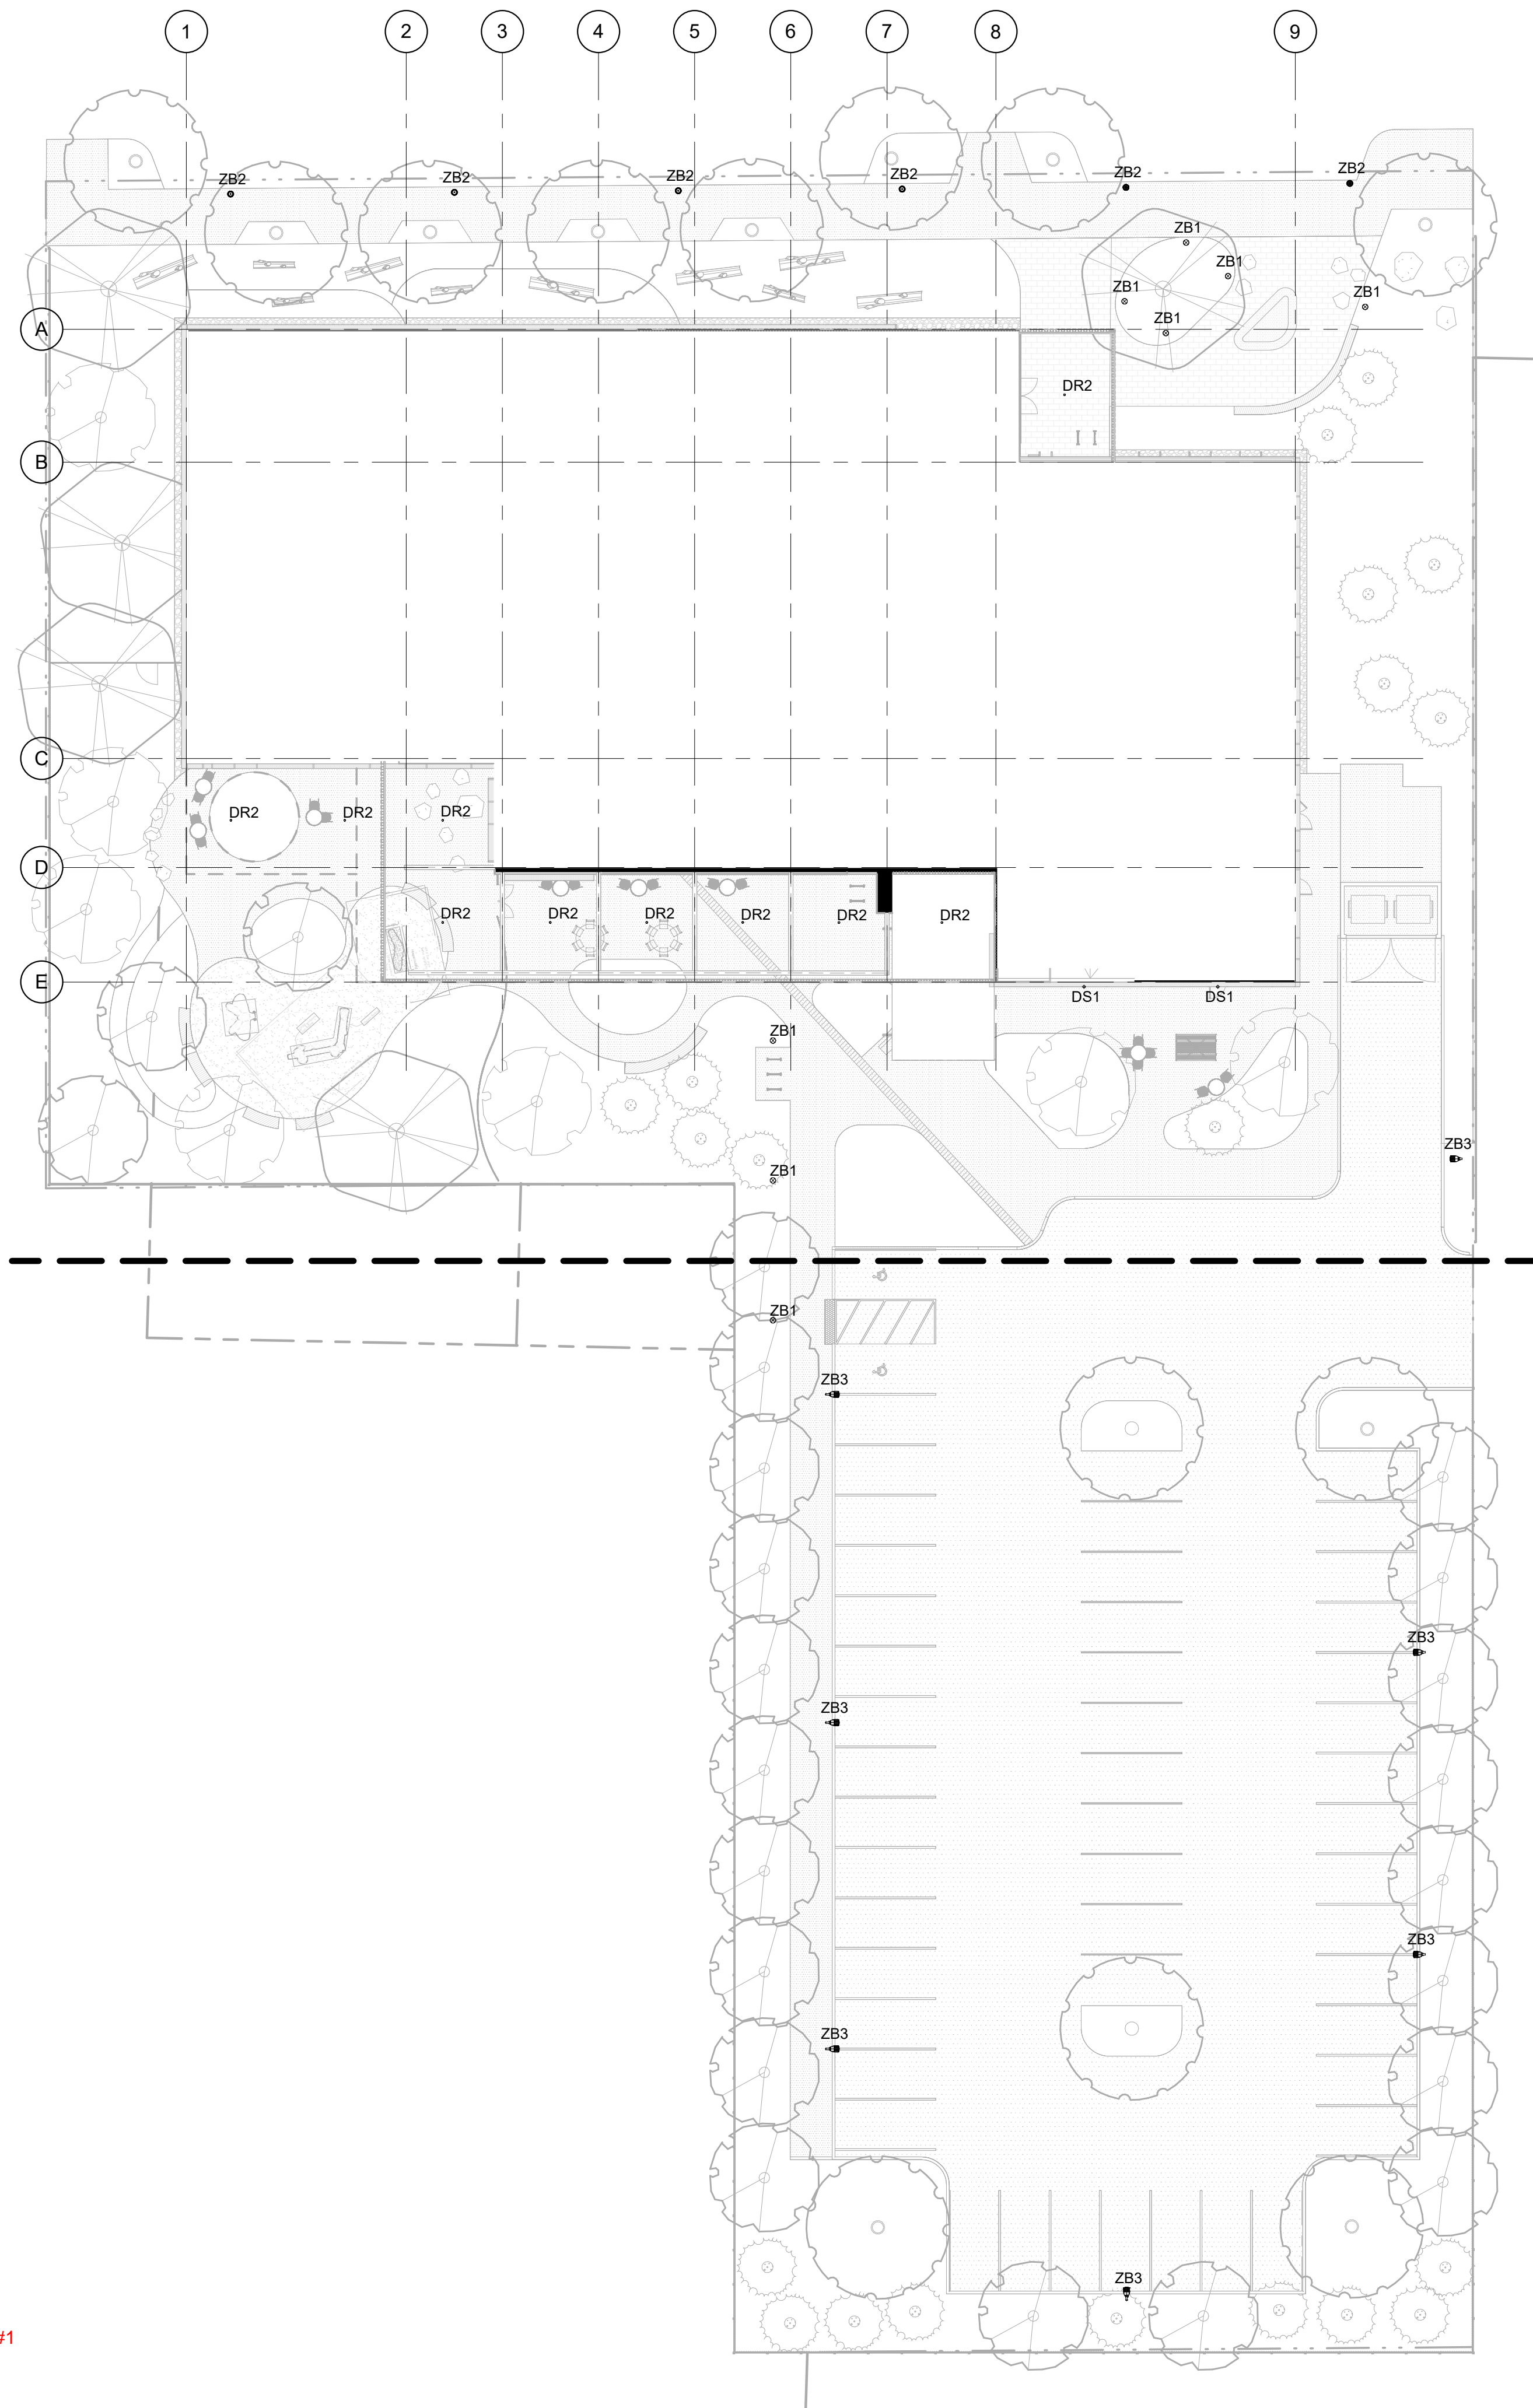 1 2 3 4 5 6 7 8 9
ZB2 ZB2 ZB2 ZB2 ZB2 ZB2
ZB1
ZB1
ZB1 ZB1
ZB1
A
DR2
B
C
DR2 DR2 DR2
D
DR2 DR2 DR2 DR2 DR2 DR2
E
DS1 DS1
ZB1
ZB3
ZB1
ZB1
ZB3
ZB3
ZB3
ZB3
ZB3
ZB3
#1